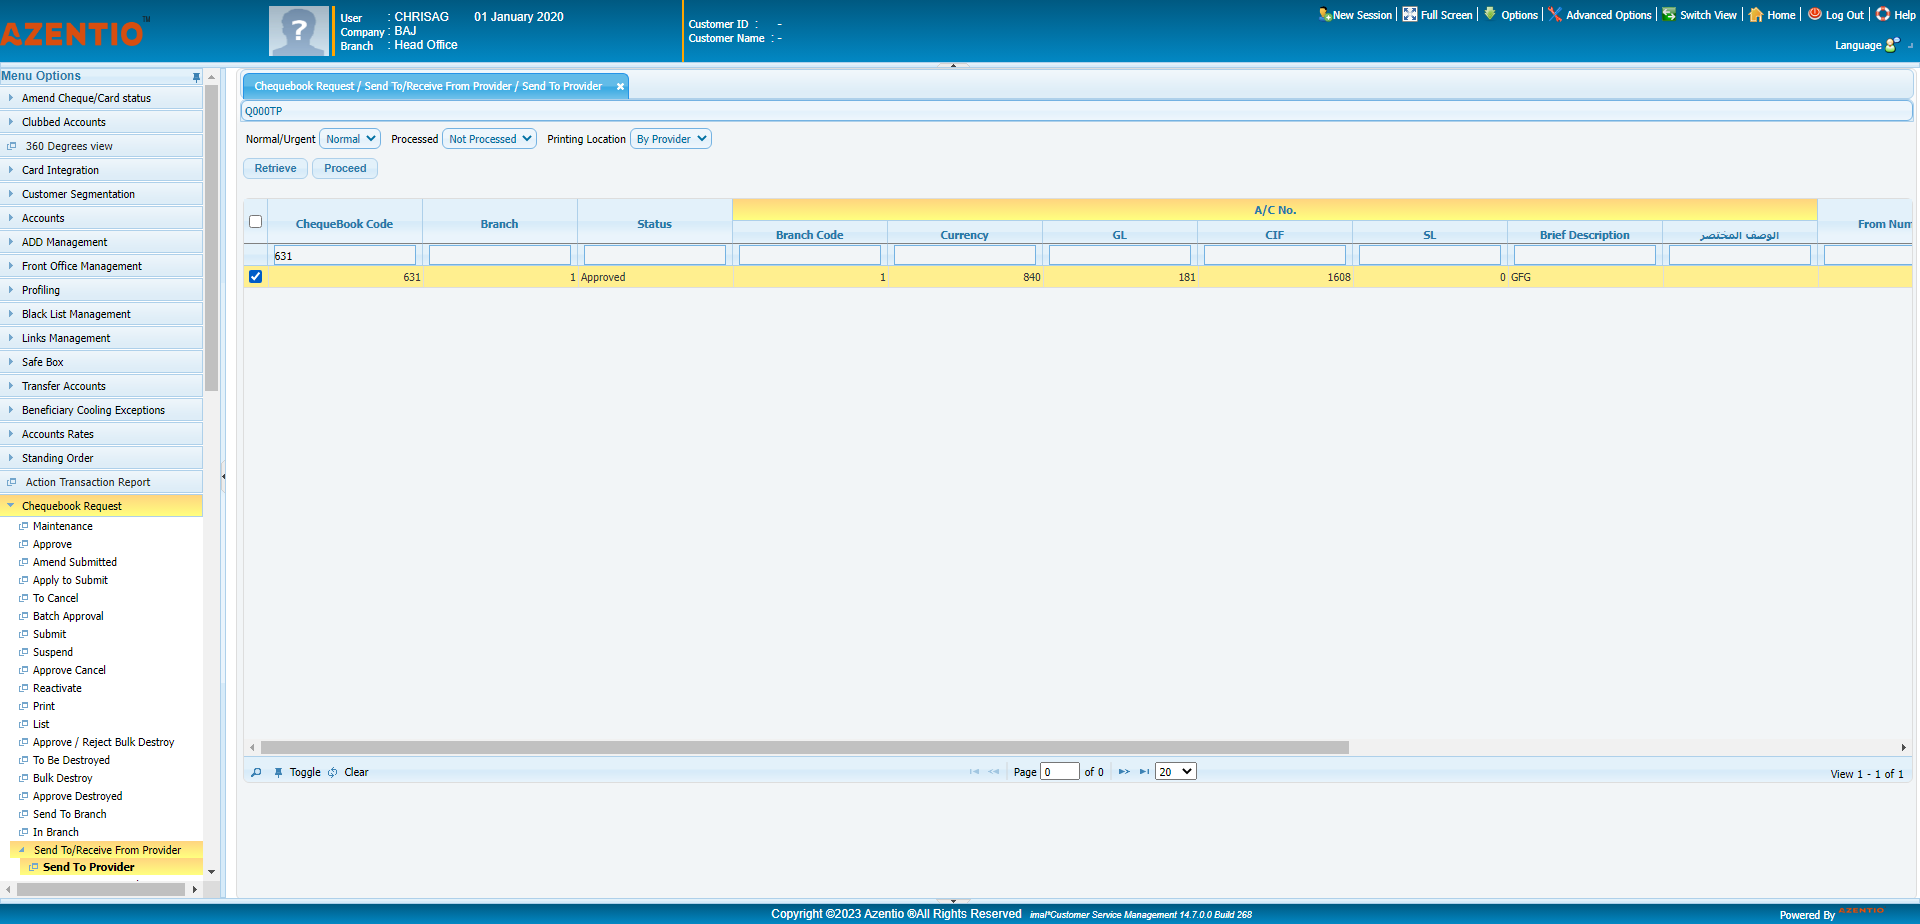 AZENTIO™
User : CHRISAG 01 January 2020
Company : BAJ
Branch : Head Office
Customer ID : -
Customer Name : -
New Session Full Screen Options Advanced Options Switch View Home Log Out Help
Language
Menu Options
Amend Cheque/Card status
Clubbed Accounts
360 Degrees view
Card Integration
Customer Segmentation
Accounts
ADD Management
Front Office Management
Profiling
Black List Management
Links Management
Safe Box
Transfer Accounts
Beneficiary Cooling Exceptions
Accounts Rates
Standing Order
Action Transaction Report
Chequebook Request
Maintenance
Approve
Amend Submitted
Apply to Submit
To Cancel
Batch Approval
Submit
Suspend
Approve Cancel
Reactivate
Print
List
Approve / Reject Bulk Destroy
To Be Destroyed
Bulk Destroy
Approve Destroyed
Send To Branch
In Branch
Send To/Receive From Provider
Send To Provider
Chequebook Request / Send To/Receive From Provider / Send To Provider
Q000TP
Normal/Urgent Normal Processed Not Processed Printing Location By Provider
Retrieve Proceed
A/C No.
ChequeBook Code Branch Status From Num
Branch Code Currency GL CIF SL Brief Description الوصف المختصر
631
631 1 Approved 1 840 181 1608 0 GFG
Toggle Clear Page 0 of 0 20 View 1 - 1 of 1
Copyright ©2023 Azentio ®All Rights Reserved imal*Customer Service Management 14.7.0.0 Build 268
Powered By AZENTIO